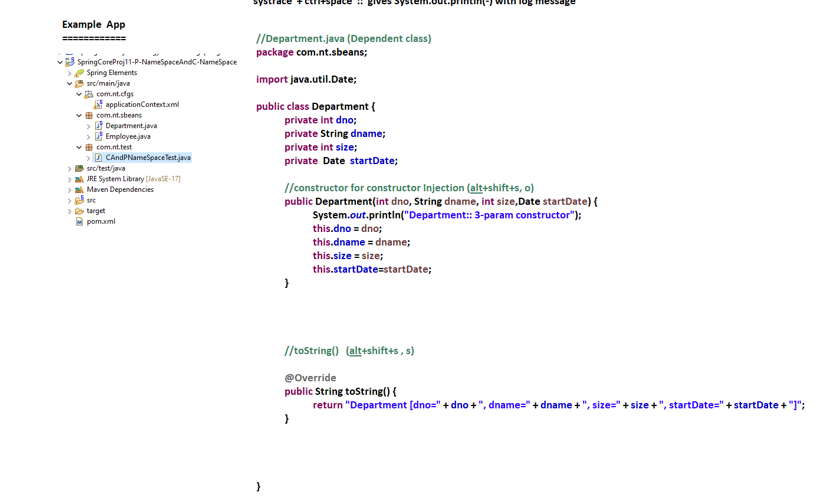 systrace + ctrl+space :: gives System.out.println(-) with log message
Example App
============
SpringCoreProj11-P-NameSpaceAndC-NameSpace
Spring Elements
src/main/java
com.nt.cfgs
applicationContext.xml
com.nt.sbeans
Department.java
Employee.java
com.nt.test
CAndPNameSpaceTest.java
src/test/java
JRE System Library [JavaSE-17]
Maven Dependencies
src
target
pom.xml
//Department.java (Dependent class)
package com.nt.sbeans;
import java.util.Date;
public class Department {
private int dno;
private String dname;
private int size;
private Date startDate;
//constructor for constructor Injection (alt+shift+s, o)
public Department(int dno, String dname, int size,Date startDate) {
System.out.println("Department:: 3-param constructor");
this.dno = dno;
this.dname = dname;
this.size = size;
this.startDate=startDate;
}
//toString() (alt+shift+s , s)
@Override
public String toString() {
return "Department [dno=" + dno + ", dname=" + dname + ", size=" + size + ", startDate=" + startDate + "]";
}
}